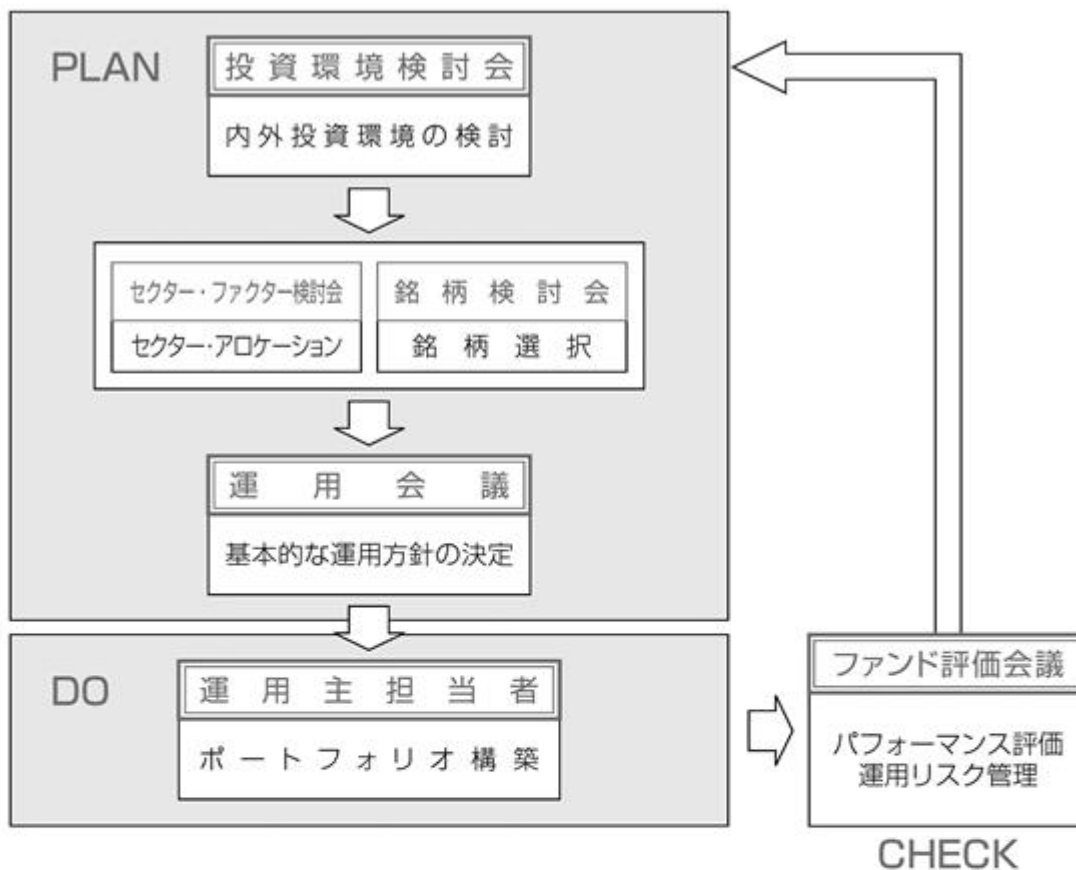 PLAN
投資環境検討会
内外投資環境の検討
セクター・ファクター検討会
セクター・アロケーション
銘柄検討会
銘柄選択
運用会議
基本的な運用方針の決定
DO
運用主担当者
ポートフォリオ構築
ファンド評価会議
パフォーマンス評価
運用リスク管理
CHECK